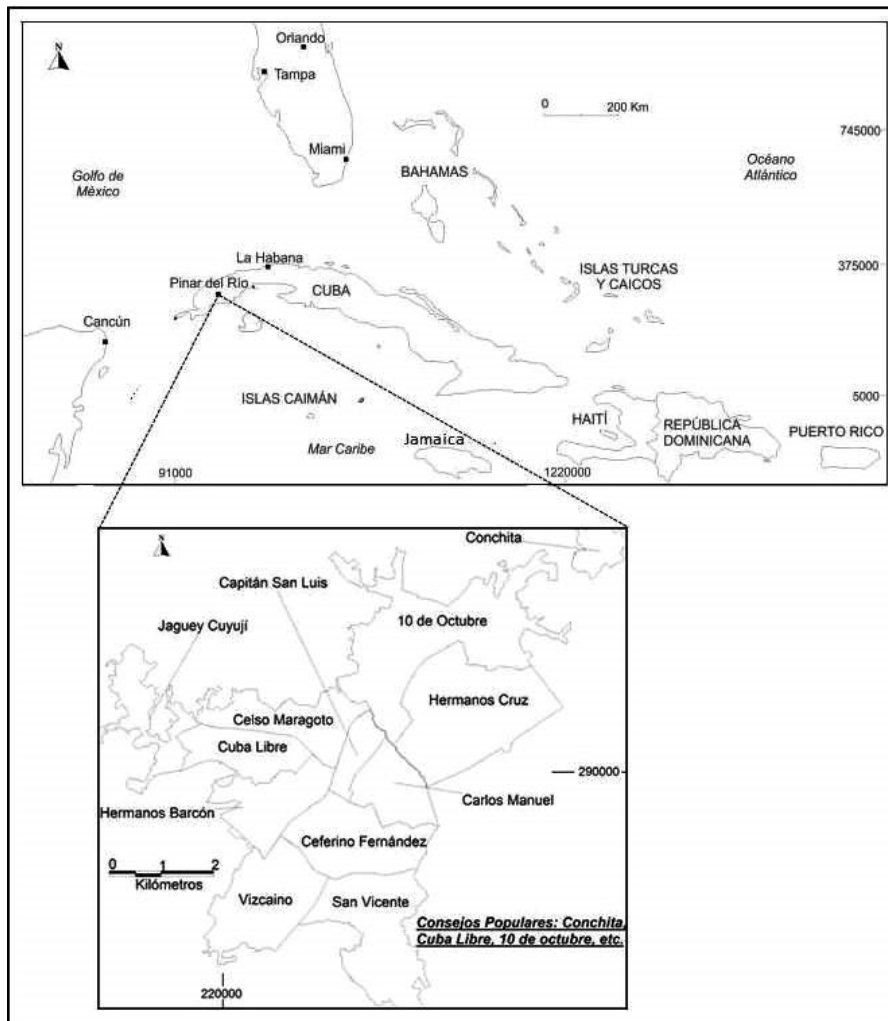 N
Orlando
Tampa
0 200 Km
745000
Miami
Golfo de
Mèxico
BAHAMAS
Océano
Atlántico
La Habana
375000
Pinar del Río
CUBA
ISLAS TURCAS
Y CAICOS
Cancún
ISLAS CAIMÁN
5000
HAITÍ
REPÚBLICA
DOMINICANA
PUERTO RICO
Mar Caribe
Jamaica
91000
1220000
N
Conchita
Capitán San Luis
10 de Octubre
Jaguey Cuyují
Hermanos Cruz
Celso Maragoto
Cuba Libre
290000
Carlos Manuel
Hermanos Barcón
Ceferino Fernández
0 1 2
Kilómetros
Vizcaino
San Vicente
Consejos Populares: Conchita,
Cuba Libre, 10 de octubre, etc.
220000